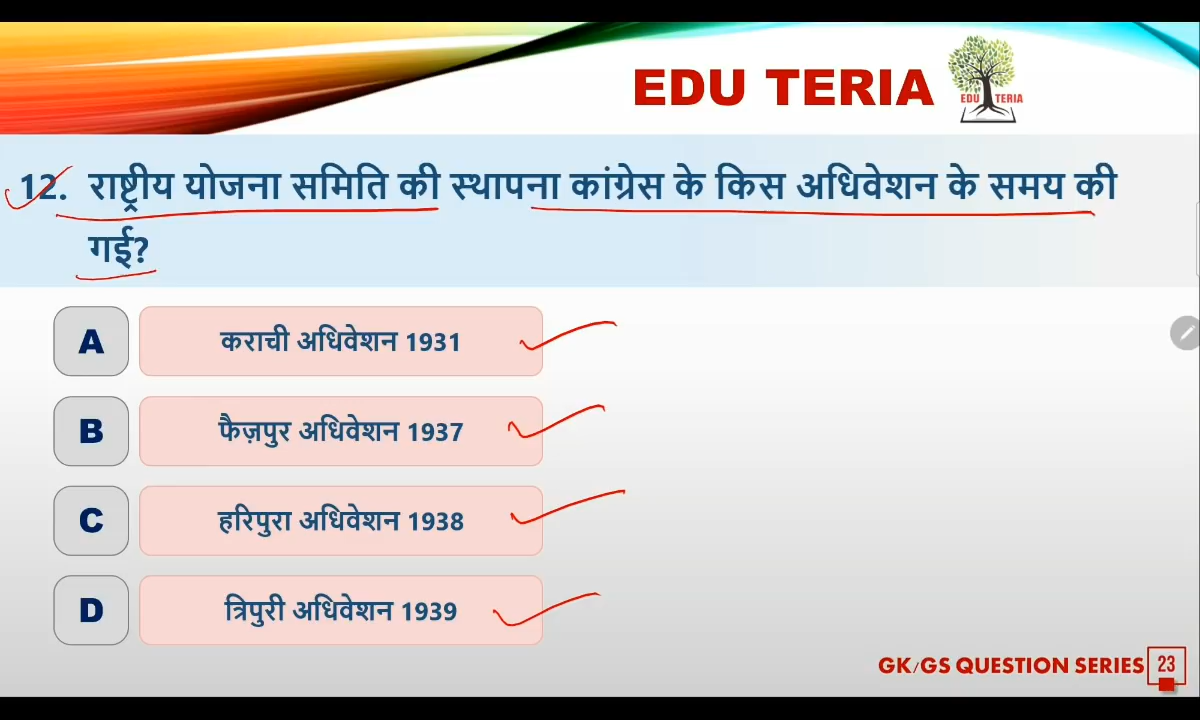 EDU TERIA
EDU TERIA
12. राष्ट्रीय योजना समिति की स्थापना कांग्रेस के किस अधिवेशन के समय की
गई?
A कराची अधिवेशन 1931
B फैज़पुर अधिवेशन 1937
C हरिपुरा अधिवेशन 1938
D त्रिपुरी अधिवेशन 1939
GK/GS QUESTION SERIES 23